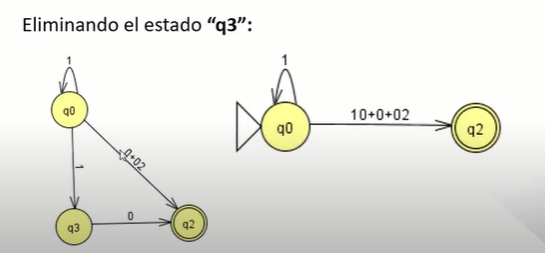 Eliminando el estado “q3”:
1
q0
1
0+02
q3
0
q2
1
q0
10+0+02
q2